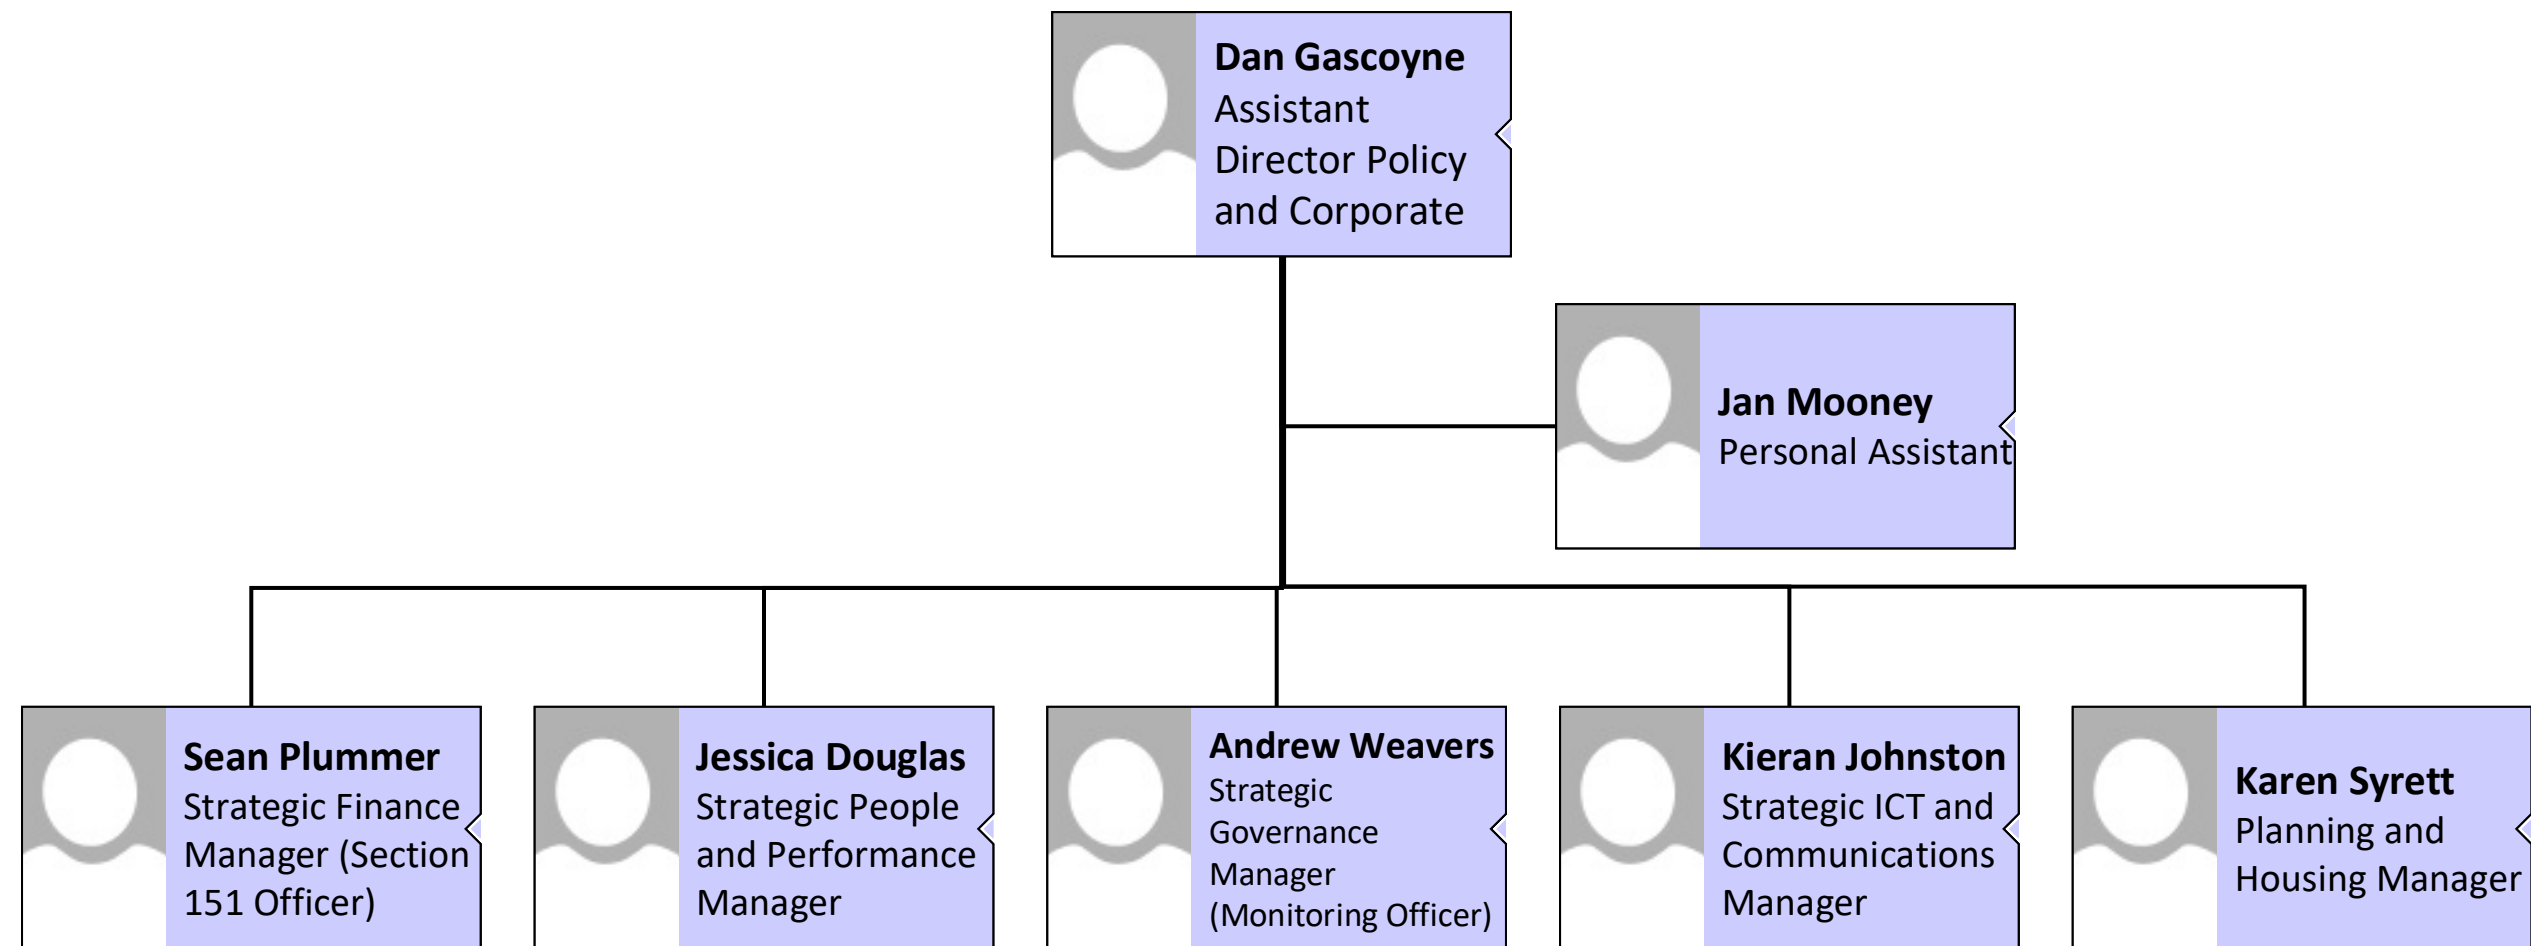 Dan Gascoyne
Assistant
Director Policy
and Corporate
Jan Mooney
Personal Assistant
Sean Plummer
Strategic Finance
Manager (Section
151 Officer)
Jessica Douglas
Strategic People
and Performance
Manager
Andrew Weavers
Strategic
Governance
Manager
(Monitoring Officer)
Kieran Johnston
Strategic ICT and
Communications
Manager
Karen Syrett
Planning and
Housing Manager